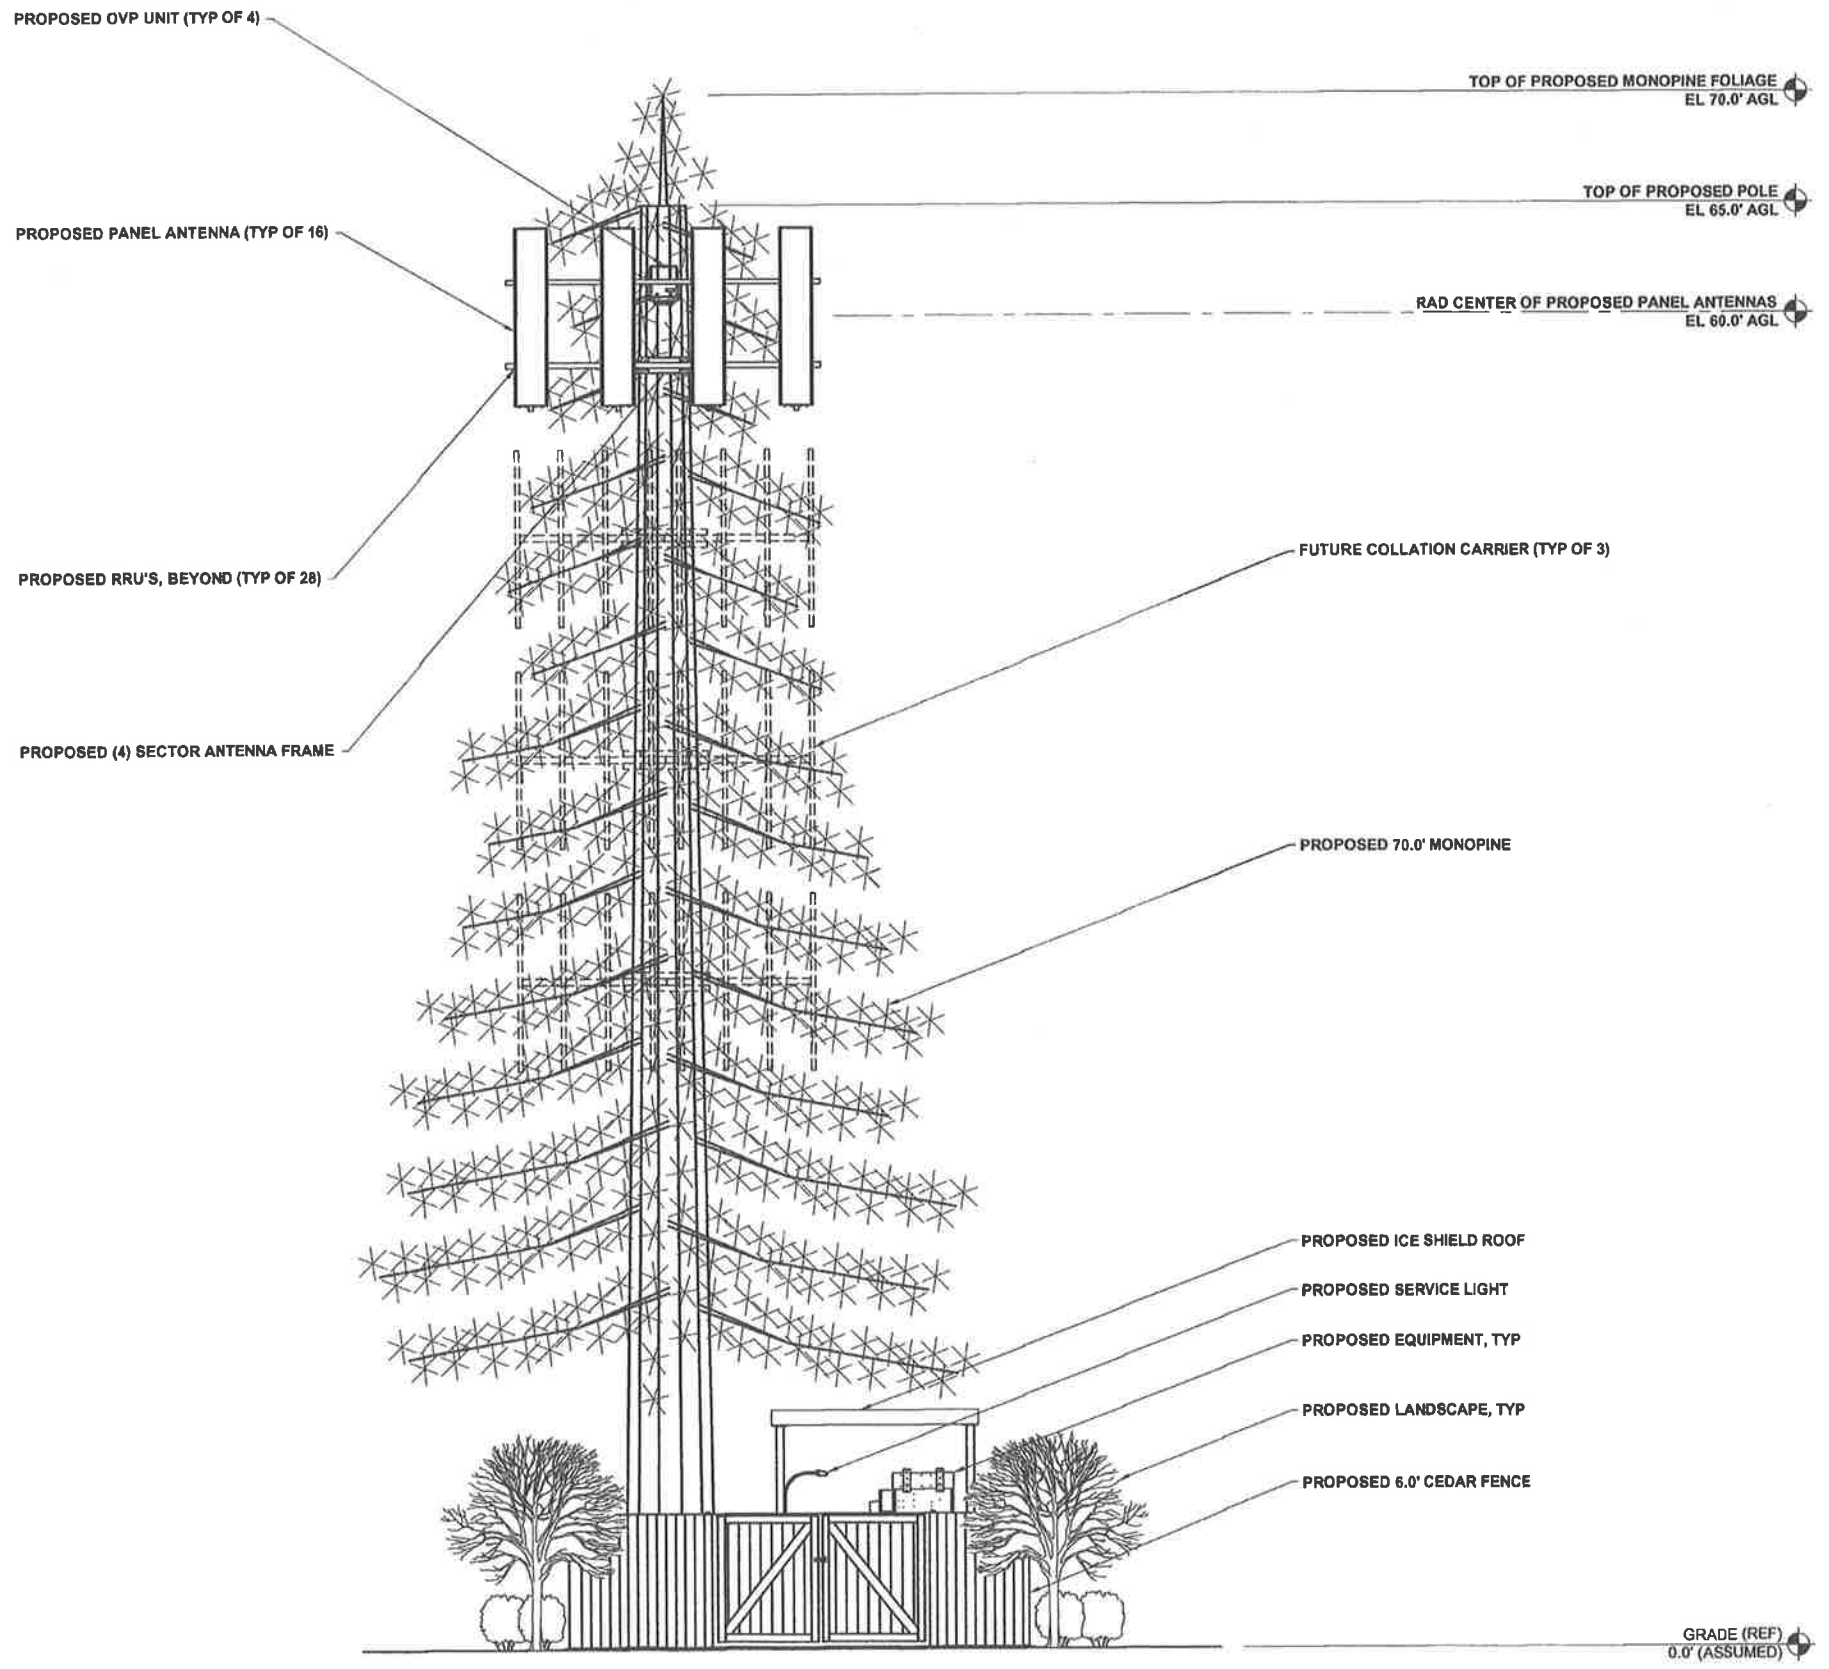 PROPOSED OVP UNIT (TYP OF 4)
TOP OF PROPOSED MONOPINE FOLIAGE
EL 70.0' AGL
TOP OF PROPOSED POLE
EL 65.0' AGL
PROPOSED PANEL ANTENNA (TYP OF 16)
RAD CENTER OF PROPOSED PANEL ANTENNAS
EL 60.0' AGL
FUTURE COLLATION CARRIER (TYP OF 3)
PROPOSED RRU'S, BEYOND (TYP OF 28)
PROPOSED (4) SECTOR ANTENNA FRAME
PROPOSED 70.0' MONOPINE
PROPOSED ICE SHIELD ROOF
PROPOSED SERVICE LIGHT
PROPOSED EQUIPMENT, TYP
PROPOSED LANDSCAPE, TYP
PROPOSED 6.0' CEDAR FENCE
GRADE (REF)
0.0' (ASSUMED)